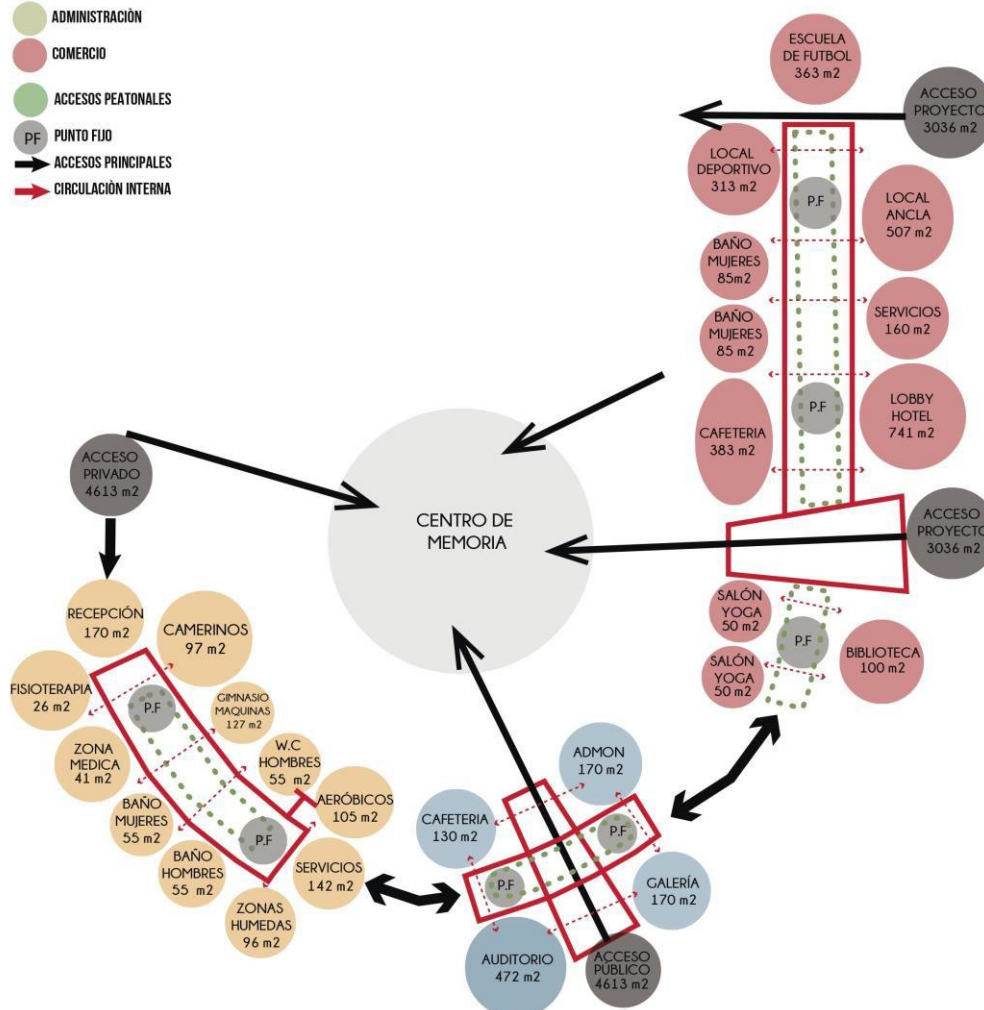 ADMINISTRACIÒN
COMERCIO
ACCESOS PEATONALES
PF
PUNTO FIJO
ACCESOS PRINCIPALES
CIRCULACIÒN INTERNA
ESCUELA
DE FUTBOL
363 m2
ACCESO
PROYECTO
3036 m2
LOCAL
DEPORTIVO
313 m2
P.F
LOCAL
ANCLA
507 m2
BAÑO
MUJERES
85m2
SERVICIOS
160 m2
BAÑO
MUJERES
85 m2
LOBBY
HOTEL
741 m2
P.F
CAFETERIA
383 m2
ACCESO
PROYECTO
3036 m2
SALÓN
YOGA
50 m2
P.F
BIBLIOTECA
100 m2
SALÓN
YOGA
50 m2
CENTRO DE
MEMORIA
ACCESO
PRIVADO
4613 m2
RECEPCIÓN
170 m2
CAMERINOS
97 m2
FISIOTERAPIA
26 m2
P.F
GIMNASIO
MAQUINAS
127 m2
ZONA
MEDICA
41 m2
W.C
HOMBRES
55 m2
BAÑO
MUJERES
55 m2
AERÓBICOS
105 m2
P.F
BAÑO
HOMBRES
55 m2
SERVICIOS
142 m2
ZONAS
HUMEDAS
96 m2
ADMON
170 m2
CAFETERIA
130 m2
P.F
P.F
GALERÍA
170 m2
AUDITORIO
472 m2
ACCESO
PÚBLICO
4613 m2